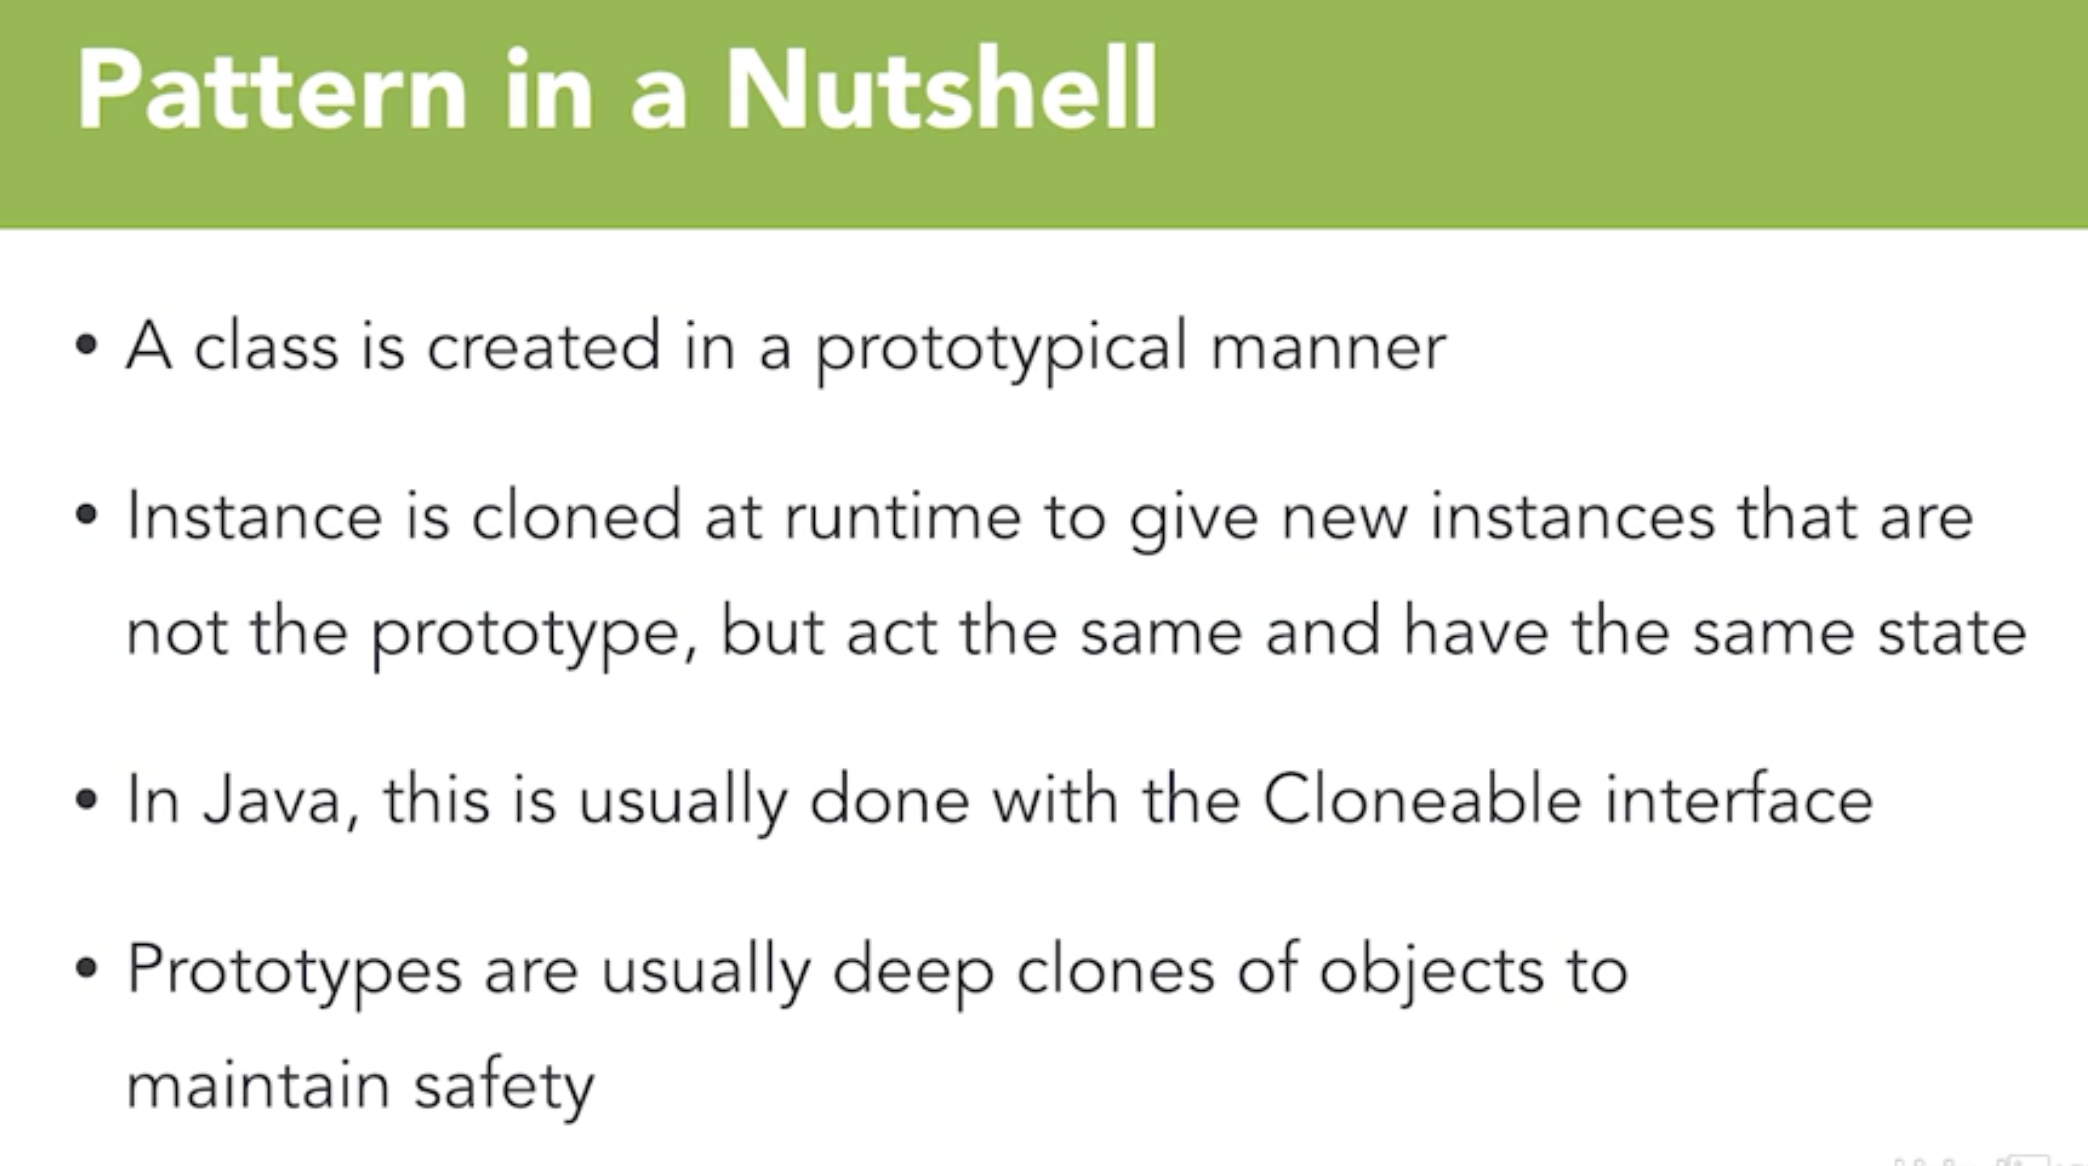 Pattern in a Nutshell
• A class is created in a prototypical manner
• Instance is cloned at runtime to give new instances that are
not the prototype, but act the same and have the same state
• In Java, this is usually done with the Cloneable interface
• Prototypes are usually deep clones of objects to
maintain safety